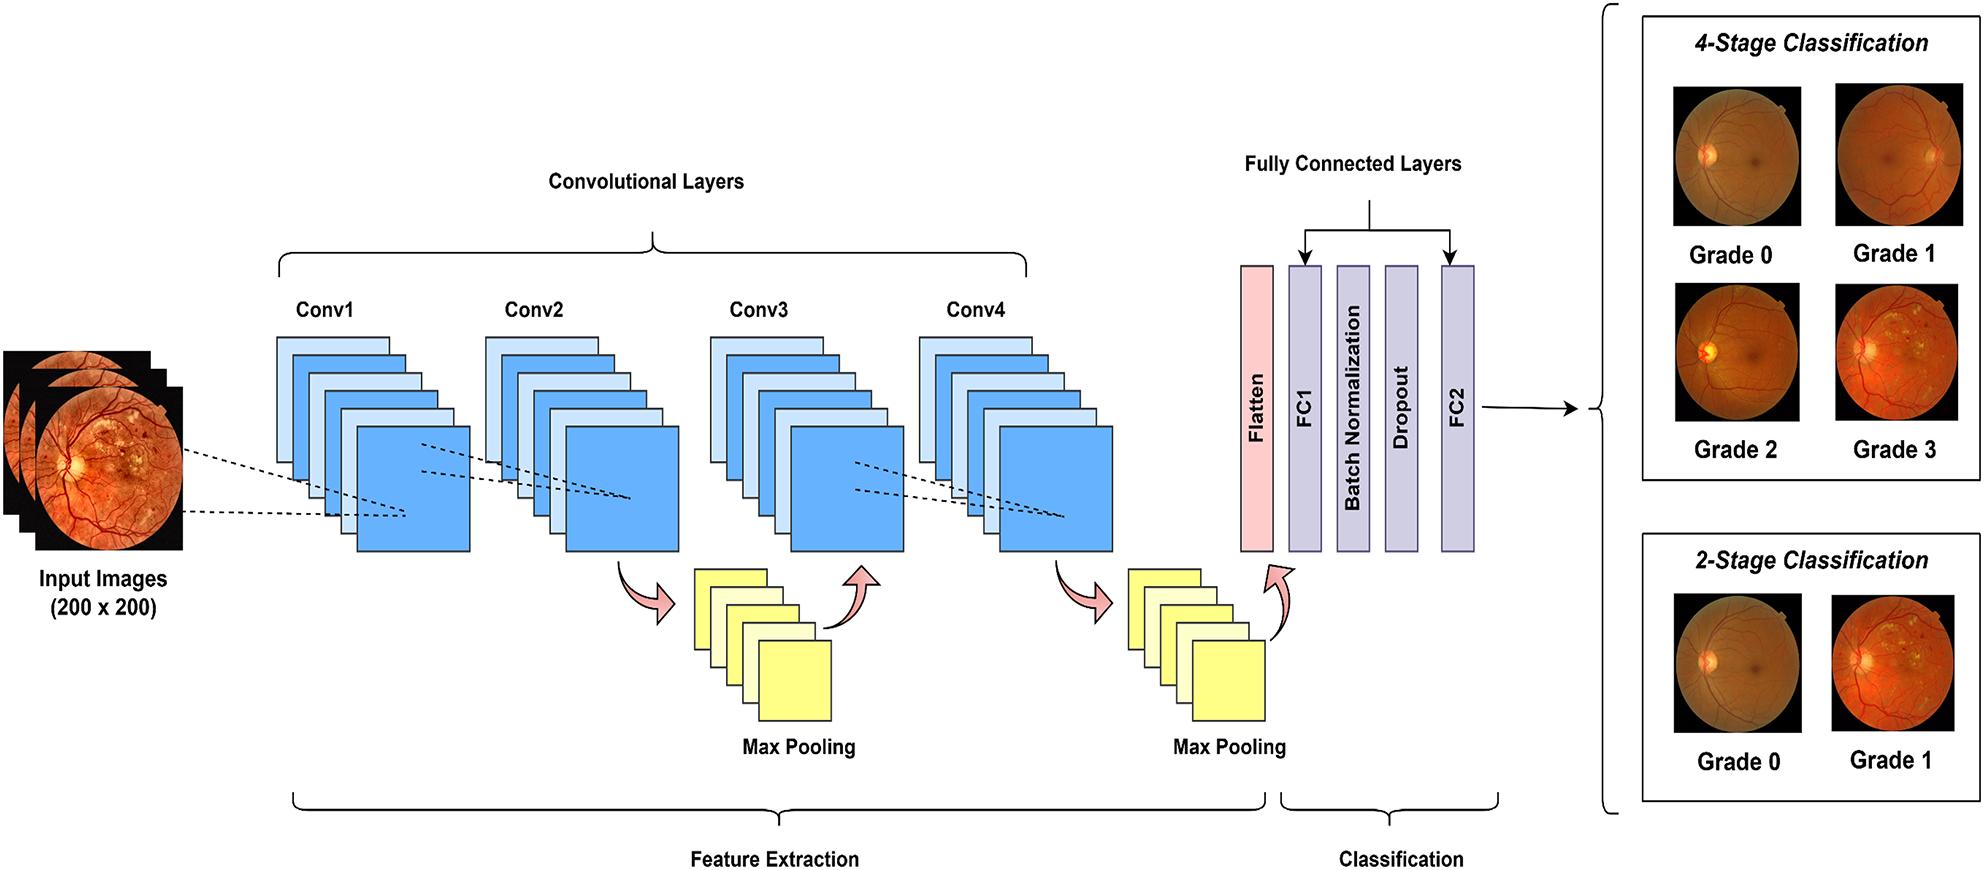 4-Stage Classification
Grade 0
Grade 1
Grade 2
Grade 3
Fully Connected Layers
Convolutional Layers
Conv1
Conv2
Conv3
Conv4
Flatten
FC1
Batch Normalization
Dropout
FC2
Input Images
(200 x 200)
Max Pooling
Max Pooling
2-Stage Classification
Grade 0
Grade 1
Feature Extraction
Classification